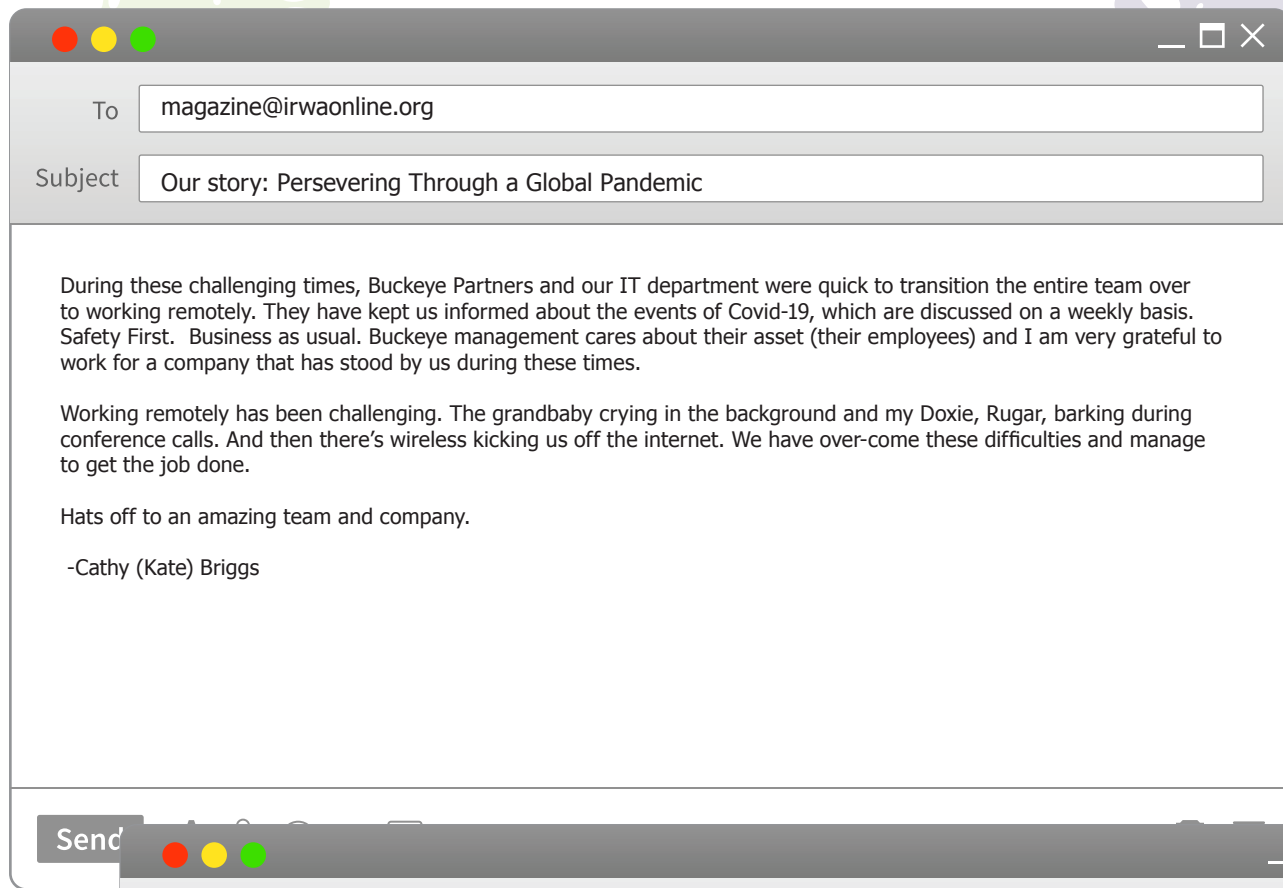 To
magazine@irwaonline.org
Subject
Our story: Persevering Through a Global Pandemic
During these challenging times, Buckeye Partners and our IT department were quick to transition the entire team over
to working remotely. They have kept us informed about the events of Covid-19, which are discussed on a weekly basis.
Safety First.  Business as usual. Buckeye management cares about their asset (their employees) and I am very grateful to
work for a company that has stood by us during these times.
Working remotely has been challenging. The grandbaby crying in the background and my Doxie, Rugar, barking during
conference calls. And then there’s wireless kicking us off the internet. We have over-come these difficulties and manage
to get the job done.
Hats off to an amazing team and company.
-Cathy (Kate) Briggs
Send